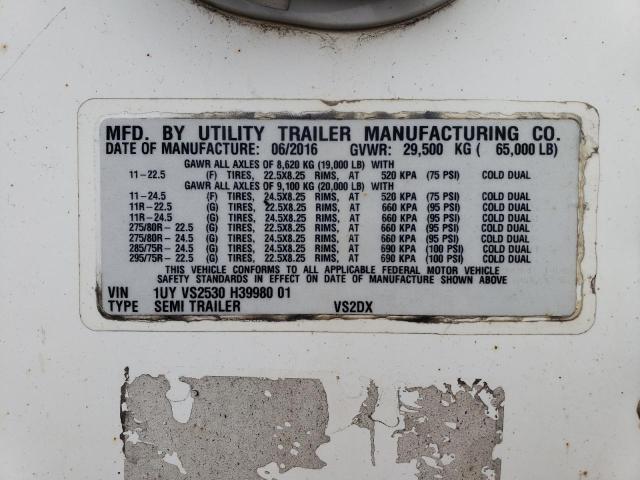 MFD. BY UTILITY TRAILER MANUFACTURING CO.
DATE OF MANUFACTURE: 06/2016 GVWR: 29,500 KG ( 65,000 LB)
GAWR ALL AXLES OF 8,620 KG (19,000 LB) WITH
11-22.5 (F) TIRES, 22.5X8.25 RIMS, AT 520 KPA (75 PSI) COLD DUAL
GAWR ALL AXLES OF 9,100 KG (20,000 LB) WITH
11-24.5 (F) TIRES, 24.5X8.25 RIMS, AT 520 KPA (75 PSI) COLD DUAL
11R-22.5 (G) TIRES, 22.5X8.25 RIMS, AT 660 KPA (95 PSI) COLD DUAL
11R-24.5 (G) TIRES, 24.5X8.25 RIMS, AT 660 KPA (95 PSI) COLD DUAL
275/80R- 22.5 (G) TIRES, 22.5X8.25 RIMS, AT 660 KPA (95 PSI) COLD DUAL
275/80R- 24.5 (G) TIRES, 24.5X8.25 RIMS, AT 660 KPA (95 PSI) COLD DUAL
285/75R- 24.5 (G) TIRES, 24.5X8.25 RIMS, AT 690 KPA (100 PSI) COLD DUAL
295/75R- 22.5 (G) TIRES, 22.5X8.25 RIMS, AT 690 KPA (100 PSI) COLD DUAL
THIS VEHICLE CONFORMS TO ALL APPLICABLE FEDERAL MOTOR VEHICLE
SAFETY STANDARDS IN EFFECT ON DATE OF MANUFACTURE SHOWN ABOVE
VIN 1UY VS2530 H39980 01
TYPE SEMI TRAILER VS2DX